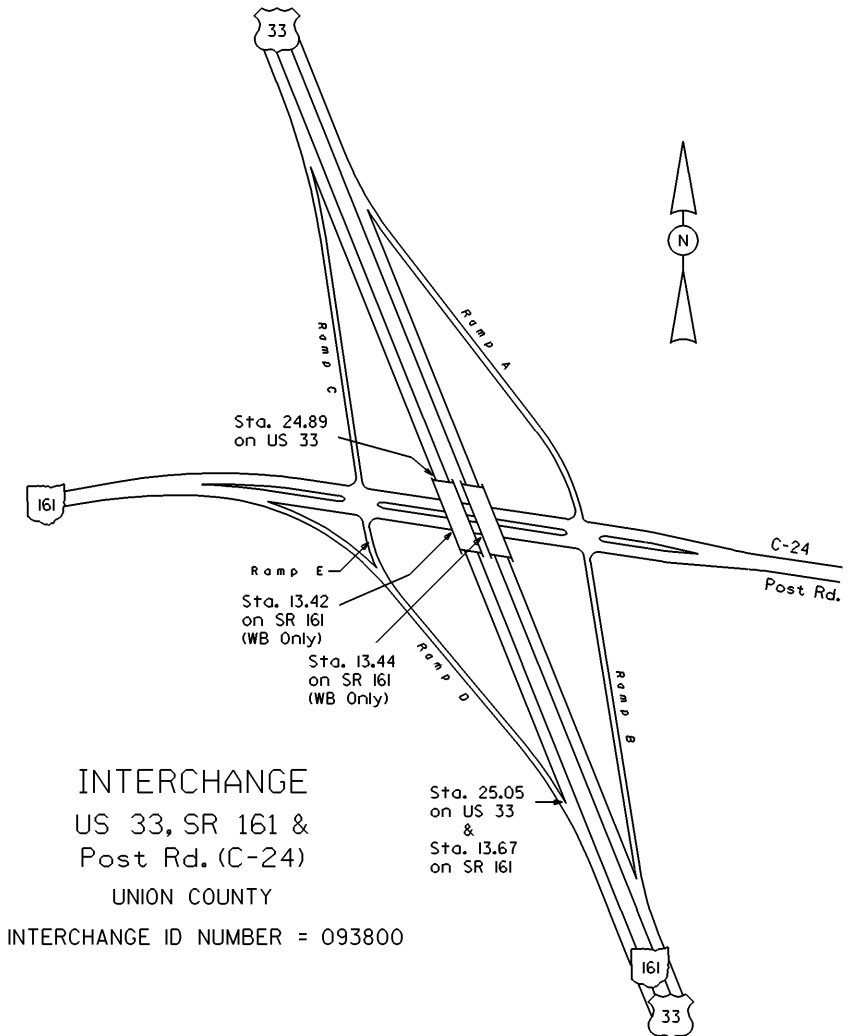 33
N
Ramp A
Ramp C
Sta. 24.89
on US 33
161
C-24
Post Rd.
Ramp E
Sta. 13.42
on SR 161
(WB Only)
Sta. 13.44
on SR 161
(WB Only)
Ramp D
Ramp B
INTERCHANGE
US 33, SR 161 &
Post Rd. (C-24)
UNION COUNTY
INTERCHANGE ID NUMBER = 093800
Sta. 25.05
on US 33
&
Sta. 13.67
on SR 161
161
33